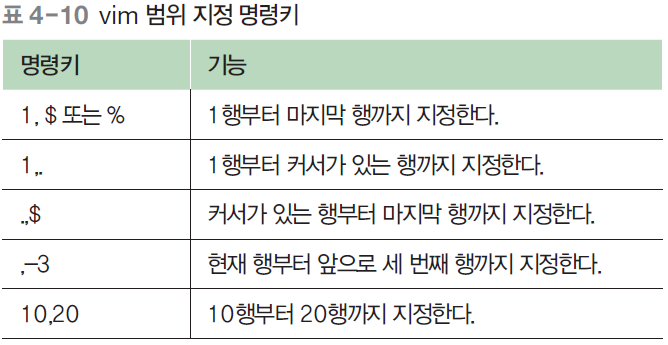 표 4-10 vim 범위 지정 명령키
명령키 기능
1, $ 또는 % 1행부터 마지막 행까지 지정한다.
1,. 1행부터 커서가 있는 행까지 지정한다.
.,$ 커서가 있는 행부터 마지막 행까지 지정한다.
,-3 현재 행부터 앞으로 세 번째 행까지 지정한다.
10,20 10행부터 20행까지 지정한다.